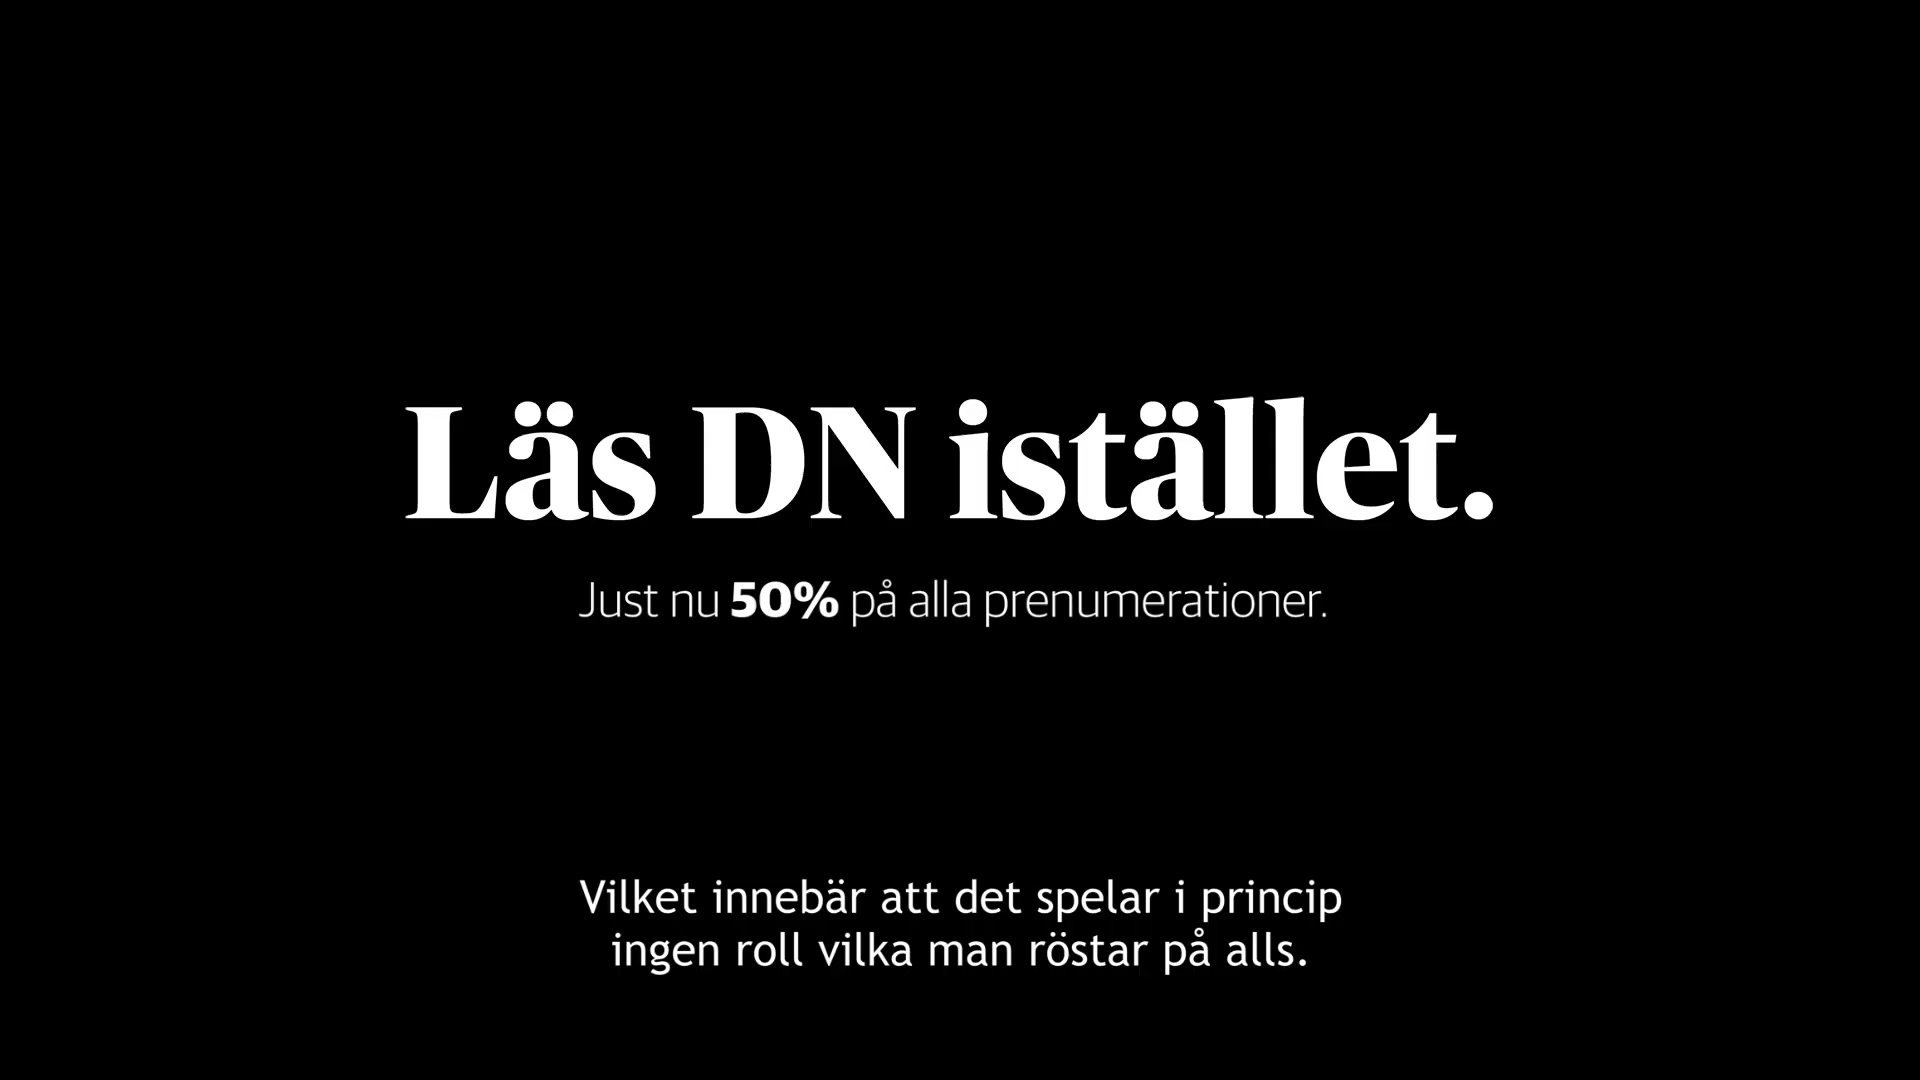 Läs DN istället.
Just nu 50% på alla prenumerationer.
Vilket innebär att det spelar i princip
ingen roll vilka man röstar på alls.